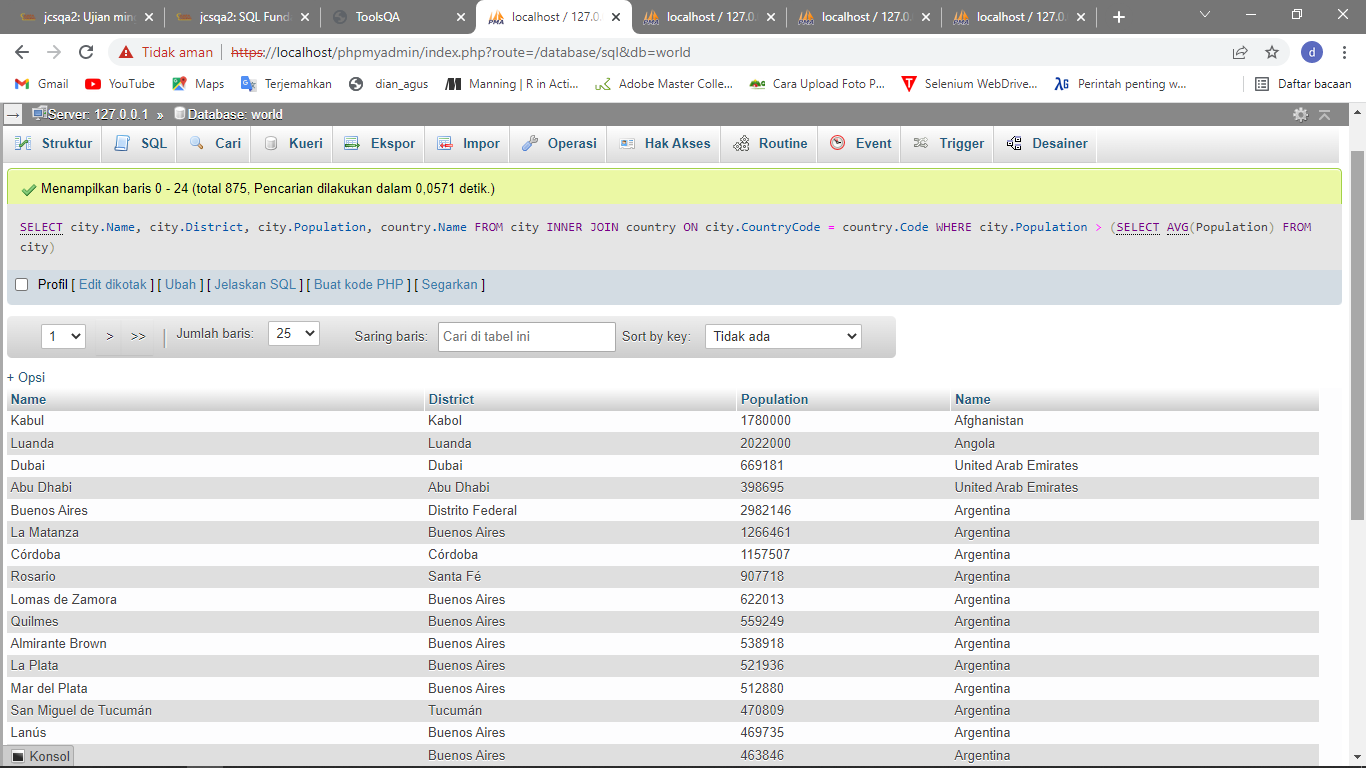 jcsqa2: Ujian min
jcsqa2: SQL Fund
ToolsQA
localhost / 127.0.
localhost / 127.0.
localhost / 127.0.
localhost / 127.0.
Tidak aman
https://localhost/phpmyadmin/index.php?route=/database/sql&db=world
d
Gmail
YouTube
Maps
Terjemahkan
dian_agus
Manning | R in Acti...
Adobe Master Colle...
Cara Upload Foto P...
Selenium WebDrive...
Perintah penting w...
Daftar bacaan
Server: 127.0.0.1 » Database: world
Struktur
SQL
Cari
Kueri
Ekspor
Impor
Operasi
Hak Akses
Routine
Event
Trigger
Desainer
Menampilkan baris 0 - 24 (total 875, Pencarian dilakukan dalam 0,0571 detik.)
SELECT city.Name, city.District, city.Population, country.Name FROM city INNER JOIN country ON city.CountryCode = country.Code WHERE city.Population > (SELECT AVG(Population) FROM
city)
Profil [ Edit dikotak ] [ Ubah ] [ Jelaskan SQL ] [ Buat kode PHP ] [ Segarkan ]
1 > >> | Jumlah baris: 25 Saring baris: Cari di tabel ini Sort by key: Tidak ada
+ Opsi
Name District Population Name
Kabul Kabol 1780000 Afghanistan
Luanda Luanda 2022000 Angola
Dubai Dubai 669181 United Arab Emirates
Abu Dhabi Abu Dhabi 398695 United Arab Emirates
Buenos Aires Distrito Federal 2982146 Argentina
La Matanza Buenos Aires 1266461 Argentina
Córdoba Córdoba 1157507 Argentina
Rosario Santa Fé 907718 Argentina
Lomas de Zamora Buenos Aires 622013 Argentina
Quilmes Buenos Aires 559249 Argentina
Almirante Brown Buenos Aires 538918 Argentina
La Plata Buenos Aires 521936 Argentina
Mar del Plata Buenos Aires 512880 Argentina
San Miguel de Tucumán Tucumán 470809 Argentina
Lanús Buenos Aires 469735 Argentina
Konsol Buenos Aires 463846 Argentina